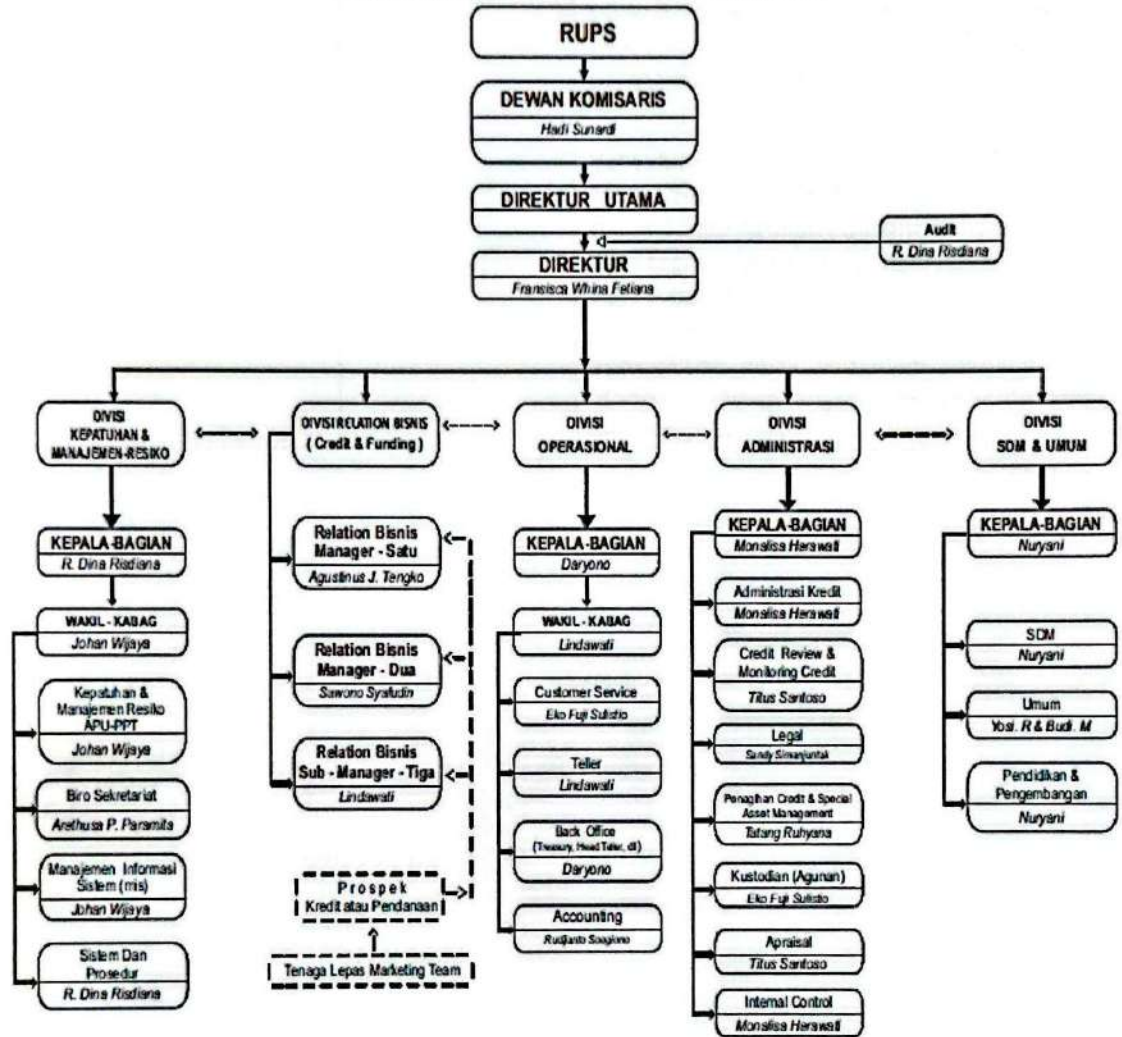 RUPS
DEWAN KOMISARIS
Hadi Sunardi
DIREKTUR UTAMA
Audit
R. Dina Risdiana
DIREKTUR
Fransisca Whina Fetiana
DIVISI
KEPATUHAN &
MANAJEMEN-RESIKO
DIVISI RELATION BISNIS
( Credit & Funding )
DIVISI
OPERASIONAL
DIVISI
ADMINISTRASI
DIVISI
SDM & UMUM
KEPALA-BAGIAN
R. Dina Risdiana
WAKIL - KABAG
Johan Wijaya
Kepatuhan &
Manajemen Resiko
APU-PPT
Johan Wijaya
Biro Sekretariat
Arethusa P. Paramita
Manajemen Informasi
Sistem (mis)
Johan Wijaya
Sistem Dan
Prosedur
R. Dina Risdiana
Relation Bisnis
Manager - Satu
Agustinus J. Tengko
Relation Bisnis
Manager - Dua
Sawono Syafudin
Relation Bisnis
Sub - Manager - Tiga
Lindawati
Prospek
Kredit atau Pendanaan
Tenaga Lepas Marketing Team
KEPALA-BAGIAN
Daryono
WAKIL - KABAG
Lindawati
Customer Service
Eko Fuji Sulistio
Teller
Lindawati
Back Office
(Treasury, Head Teller, dll)
Daryono
Accounting
Rudijanto Soegiono
KEPALA-BAGIAN
Monalisa Herawati
Administrasi Kredit
Monalisa Herawati
Credit Review &
Monitoring Credit
Titus Santoso
Legal
Sandy Simanjuntak
Penagihan Credit & Special
Asset Management
Tatang Ruhyana
Kustodian (Agunan)
Eko Fuji Sulistio
Apraisal
Titus Santoso
Internal Control
Monalisa Herawati
KEPALA-BAGIAN
Nuryani
SDM
Nuryani
Umum
Yosi. R & Budi. M
Pendidikan &
Pengembangan
Nuryani